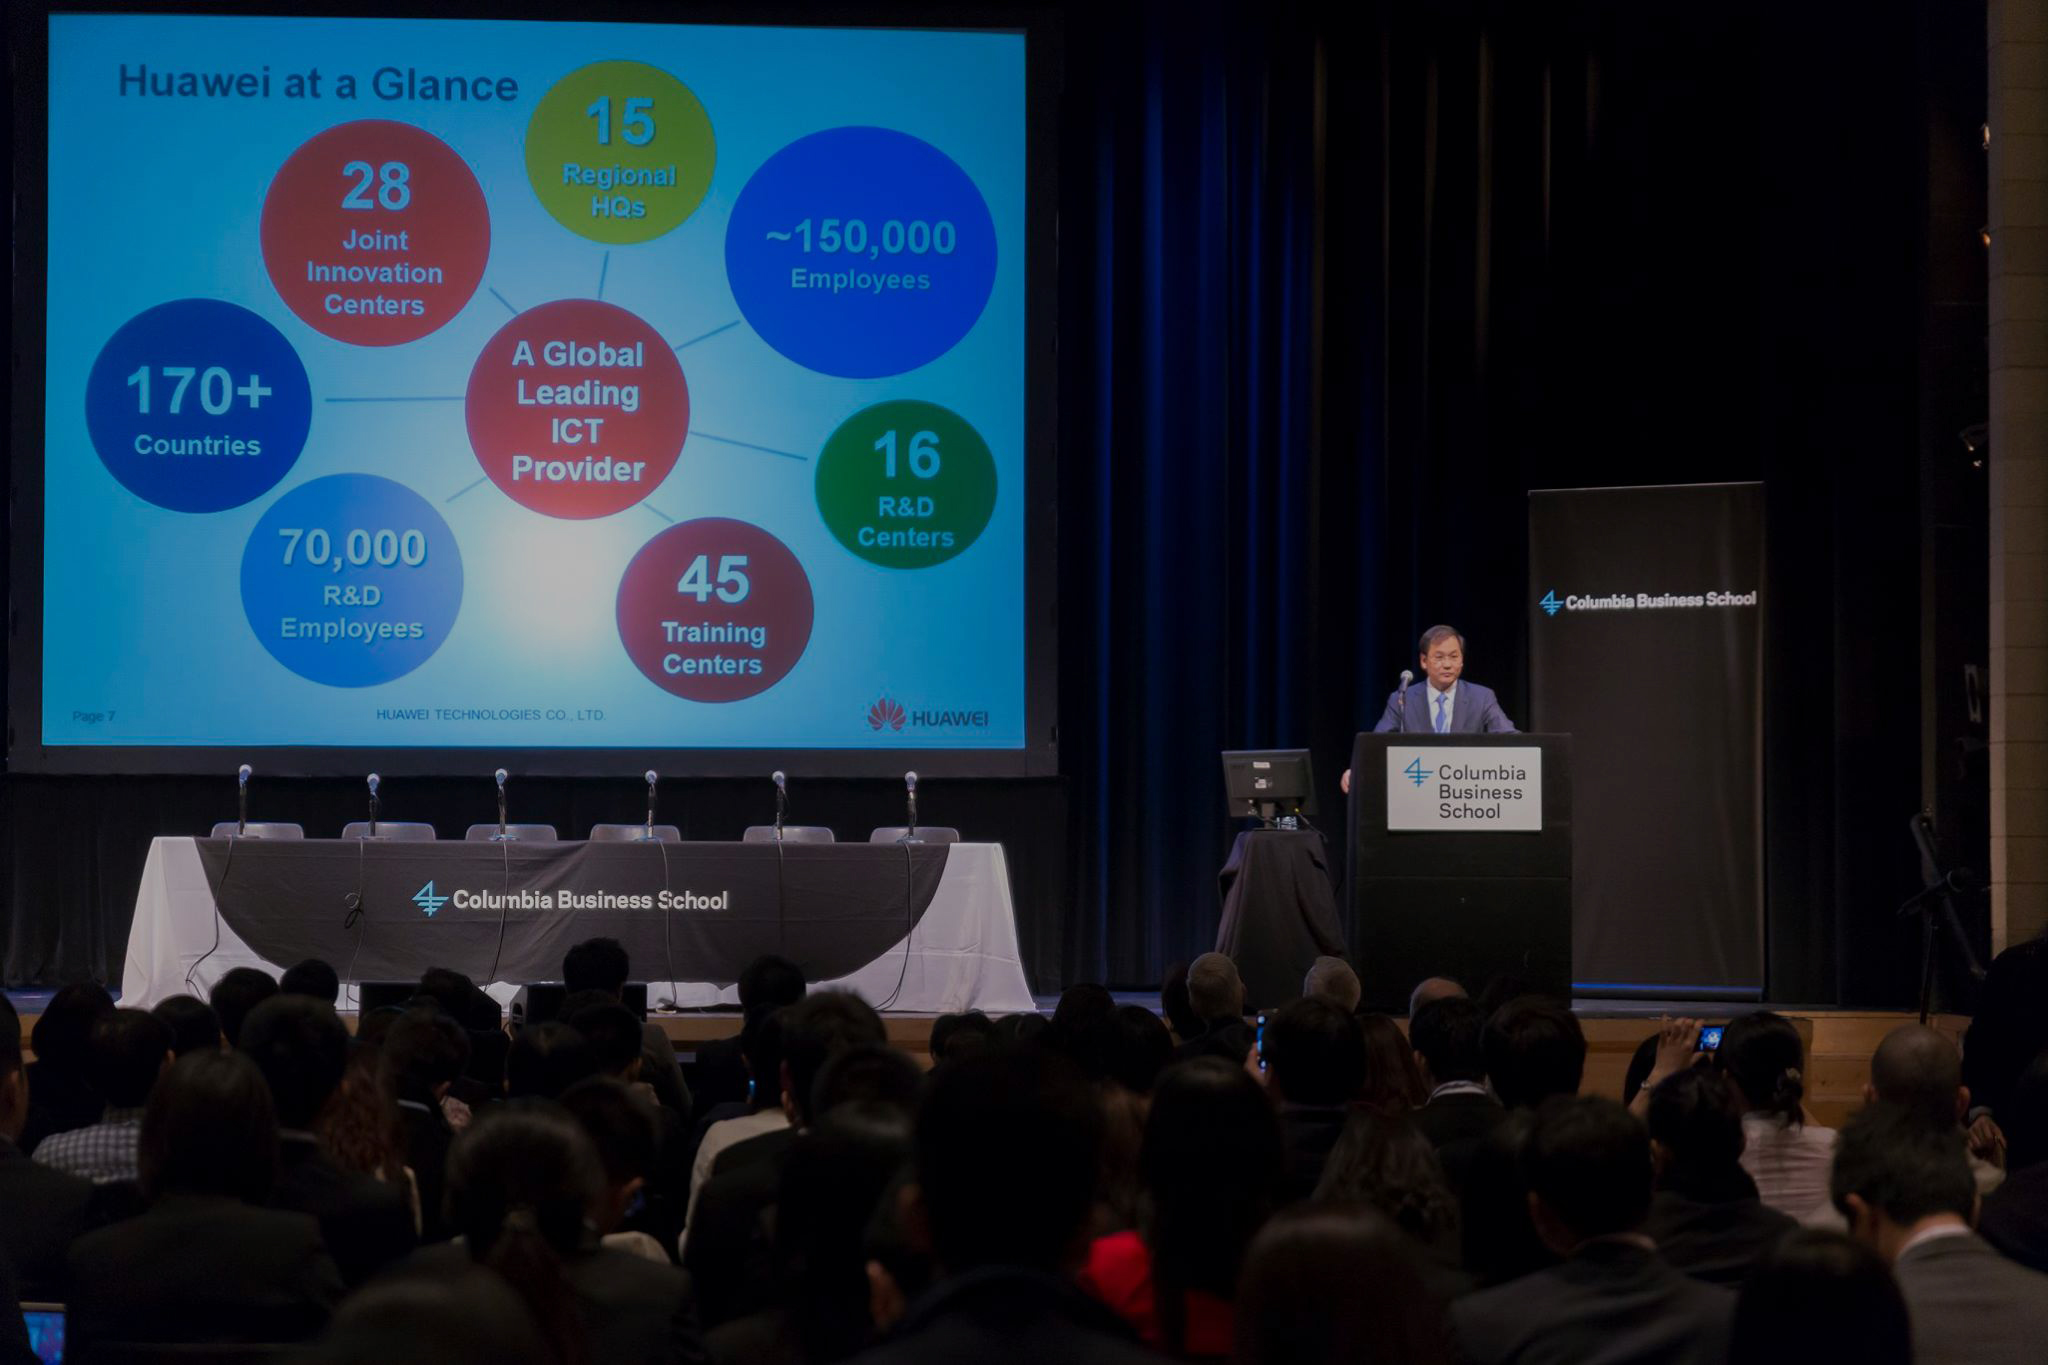 Huawei at a Glance
15
Regional
HQs
28
Joint
Innovation
Centers
~150,000
Employees
170+
Countries
A Global
Leading
ICT
Provider
16
R&D
Centers
70,000
R&D
Employees
45
Training
Centers
Page 7
HUAWEI TECHNOLOGIES CO., LTD.
HUAWEI
Columbia Business School
Columbia
Business
School
Columbia Business School